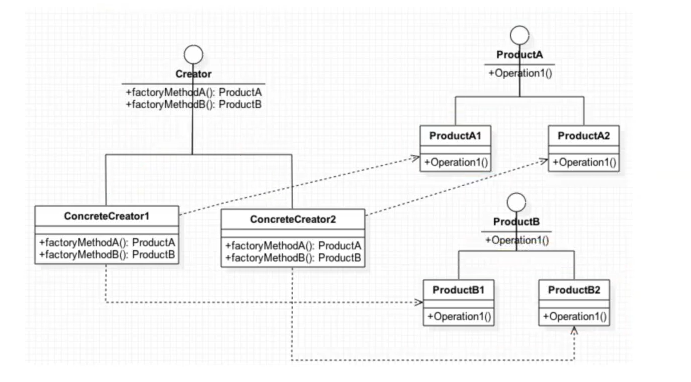 Creator
+factoryMethodA(): ProductA
+factoryMethodB(): ProductB
ProductA
+Operation1()
ProductA1
+Operation1()
ProductA2
+Operation1()
ConcreteCreator1
+factoryMethodA(): ProductA
+factoryMethodB(): ProductB
ConcreteCreator2
+factoryMethodA(): ProductA
+factoryMethodB(): ProductB
ProductB
+Operation1()
ProductB1
+Operation1()
ProductB2
+Operation1()